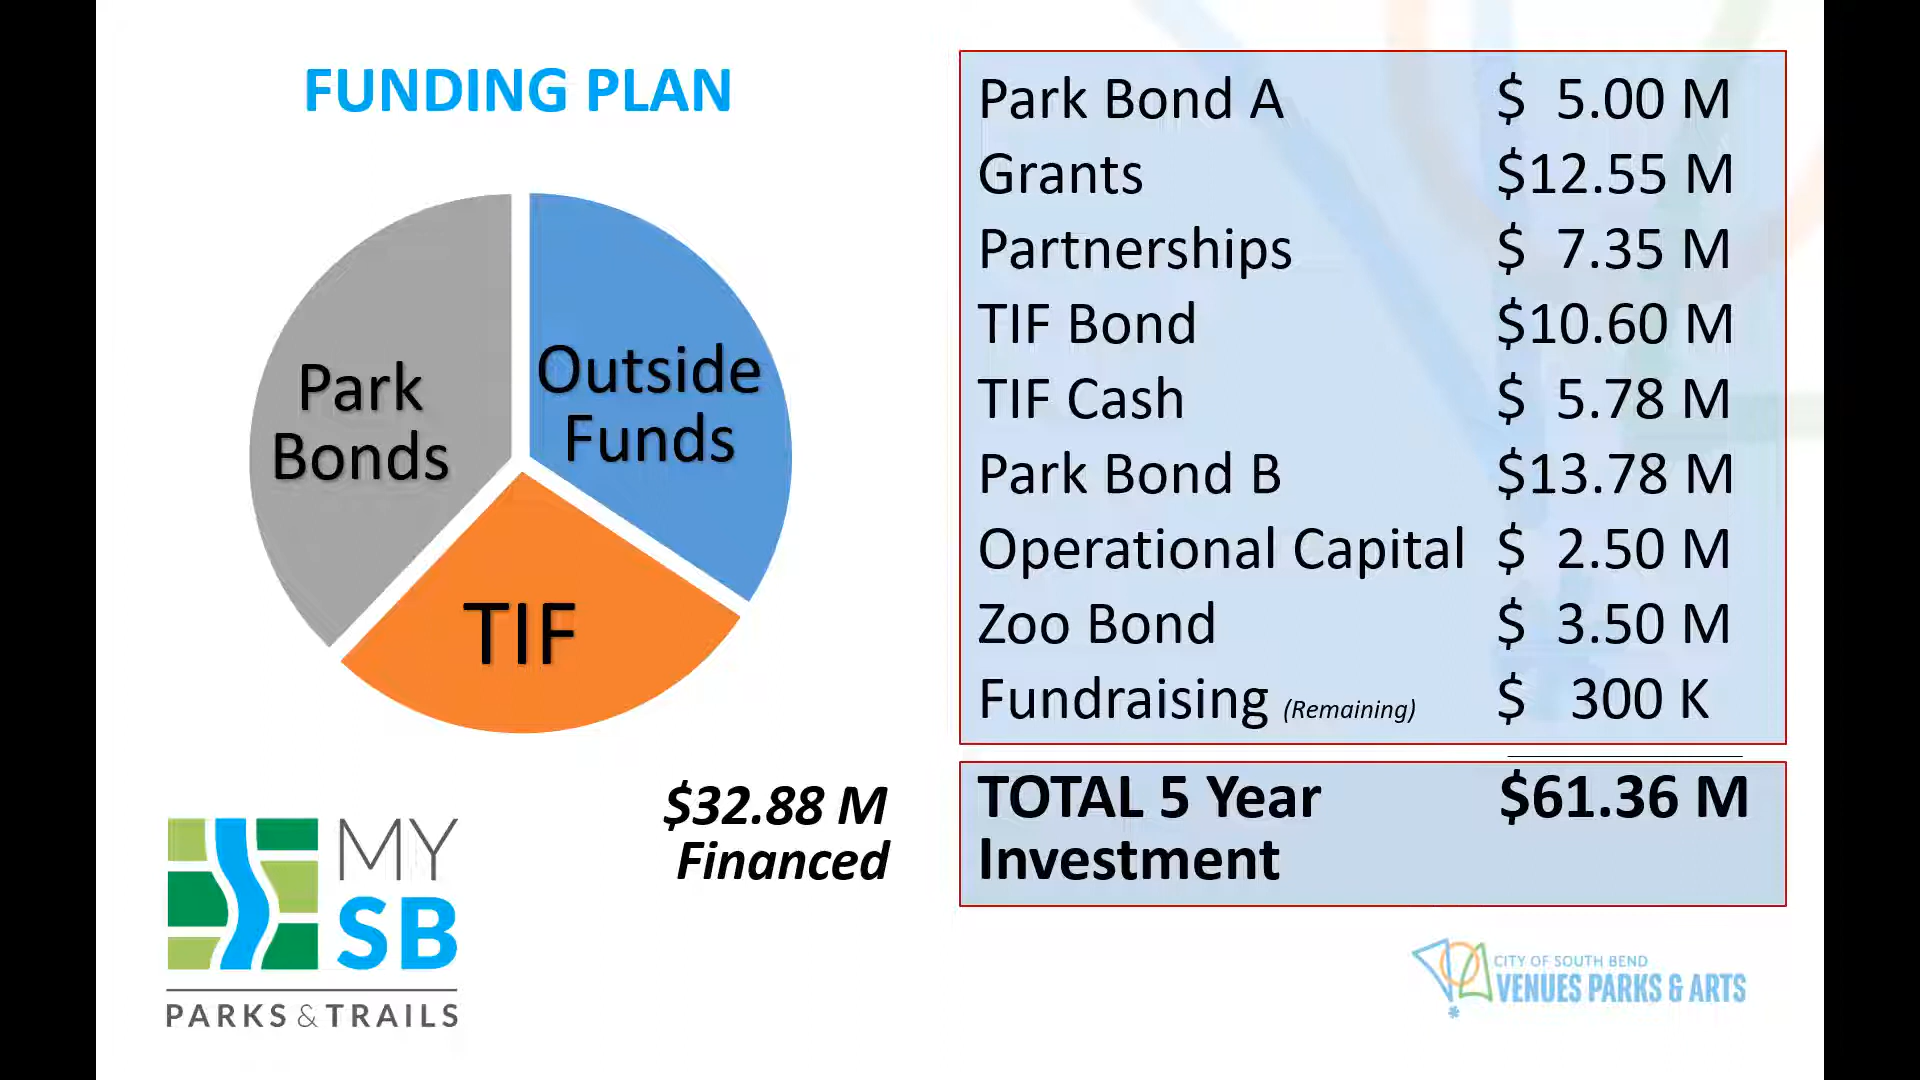 FUNDING PLAN
Park
Bonds
Outside
Funds
TIF
$32.88 M
Financed
MY
SB
PARKS & TRAILS
Park Bond A $ 5.00 M
Grants $12.55 M
Partnerships $ 7.35 M
TIF Bond $10.60 M
TIF Cash $ 5.78 M
Park Bond B $13.78 M
Operational Capital $ 2.50 M
Zoo Bond $ 3.50 M
Fundraising (Remaining) $ 300 K
TOTAL 5 Year $61.36 M
Investment
CITY OF SOUTH BEND
VENUES PARKS & ARTS